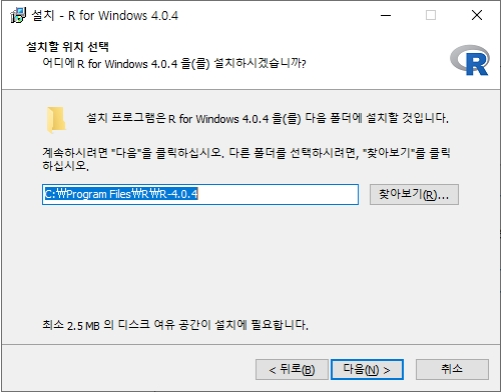 설치 - R for Windows 4.0.4
설치할 위치 선택
어디에 R for Windows 4.0.4 을(를) 설치하시겠습니까?
R
설치 프로그램은 R for Windows 4.0.4 을(를) 다음 폴더에 설치할 것입니다.
계속하시려면 "다음"을 클릭하십시오. 다른 폴더를 선택하시려면, "찾아보기"를 클릭
하십시오.
C:₩Program Files₩R₩R-4.0.4
찾아보기(R)...
최소 2.5 MB 의 디스크 여유 공간이 설치에 필요합니다.
< 뒤로(B)
다음(N) >
취소